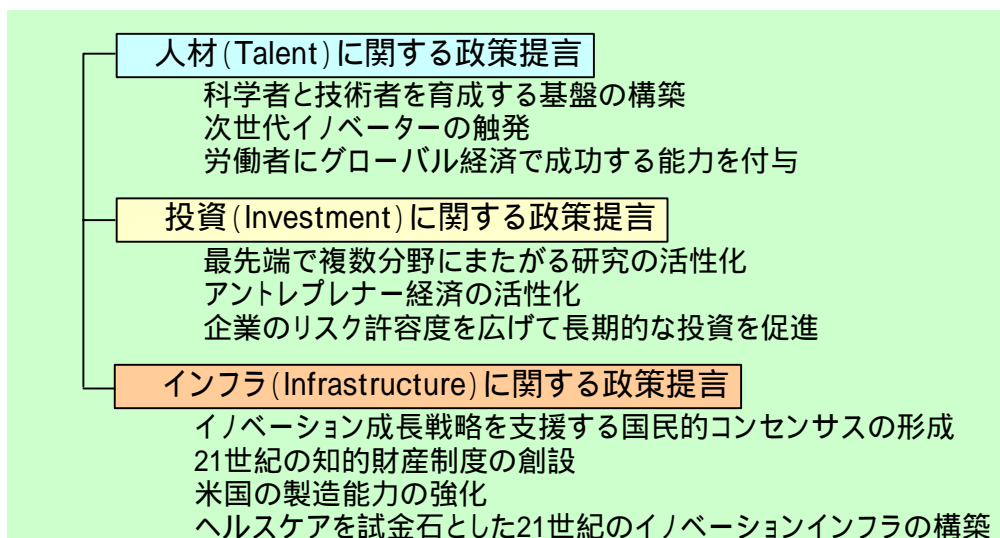 人材(Talent)に関する政策提言
科学者と技術者を育成する基盤の構築
次世代イノベーターの触発
労働者にグローバル経済で成功する能力を付与
投資(Investment)に関する政策提言
最先端で複数分野にまたがる研究の活性化
アントレプレナー経済の活性化
企業のリスク許容度を広げて長期的な投資を促進
インフラ(Infrastructure)に関する政策提言
イノベーション成長戦略を支援する国民的コンセンサスの形成
21世紀の知的財産制度の創設
米国の製造能力の強化
ヘルスケアを試金石とした21世紀のイノベーションインフラの構築